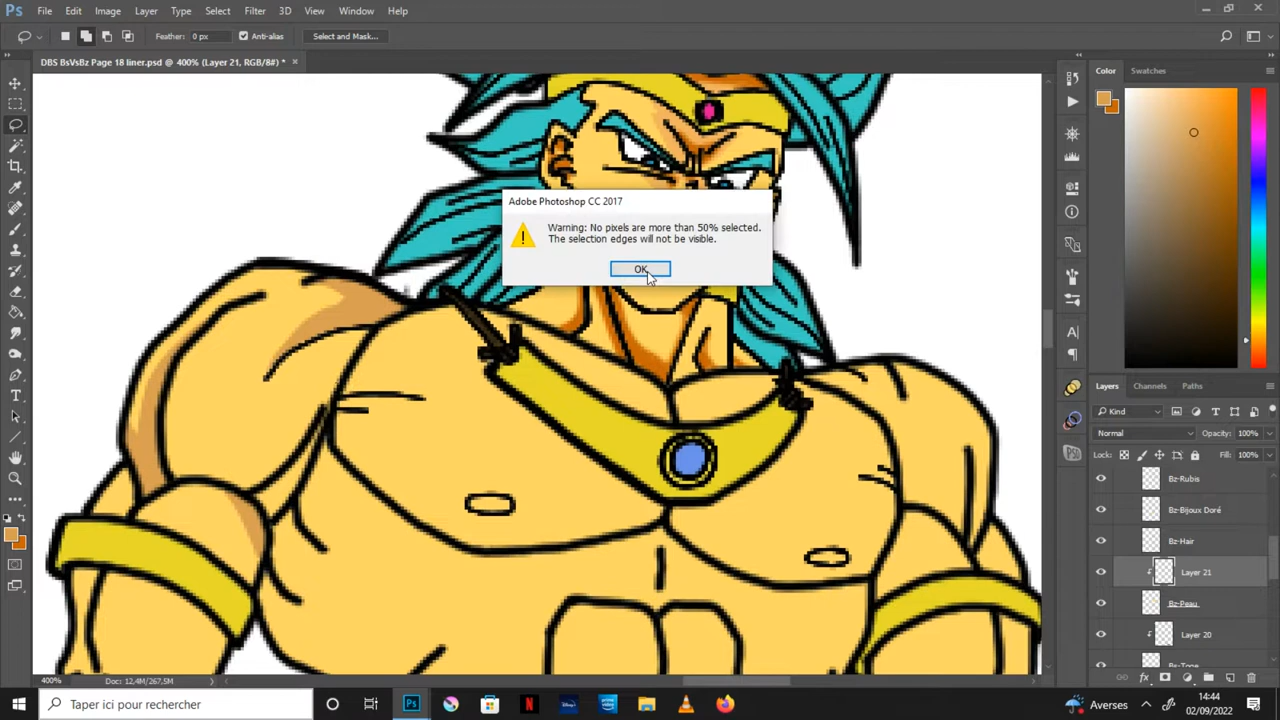 Ps File Edit Image Layer Type Select Filter 3D View Window Help
Feather: 0 px Anti-alias Select and Mask...
DBS BsVsBz Page 18 liner.psd @ 400% (Layer 21, RGB/8#) *
Color Swatches
Adobe Photoshop CC 2017
Warning: No pixels are more than 50% selected.
The selection edges will not be visible.
OK
Layers Channels Paths
Kind
Normal Opacity: 100%
Lock: Fill: 100%
Bz-Rubis
Bz-Bijoux Doré
Bz-Hair
Layer 21
Bz-Peau
Layer 20
400% Doc: 12,4M/267,5M
Taper ici pour rechercher
Ps
Averses
14:44
02/09/2022